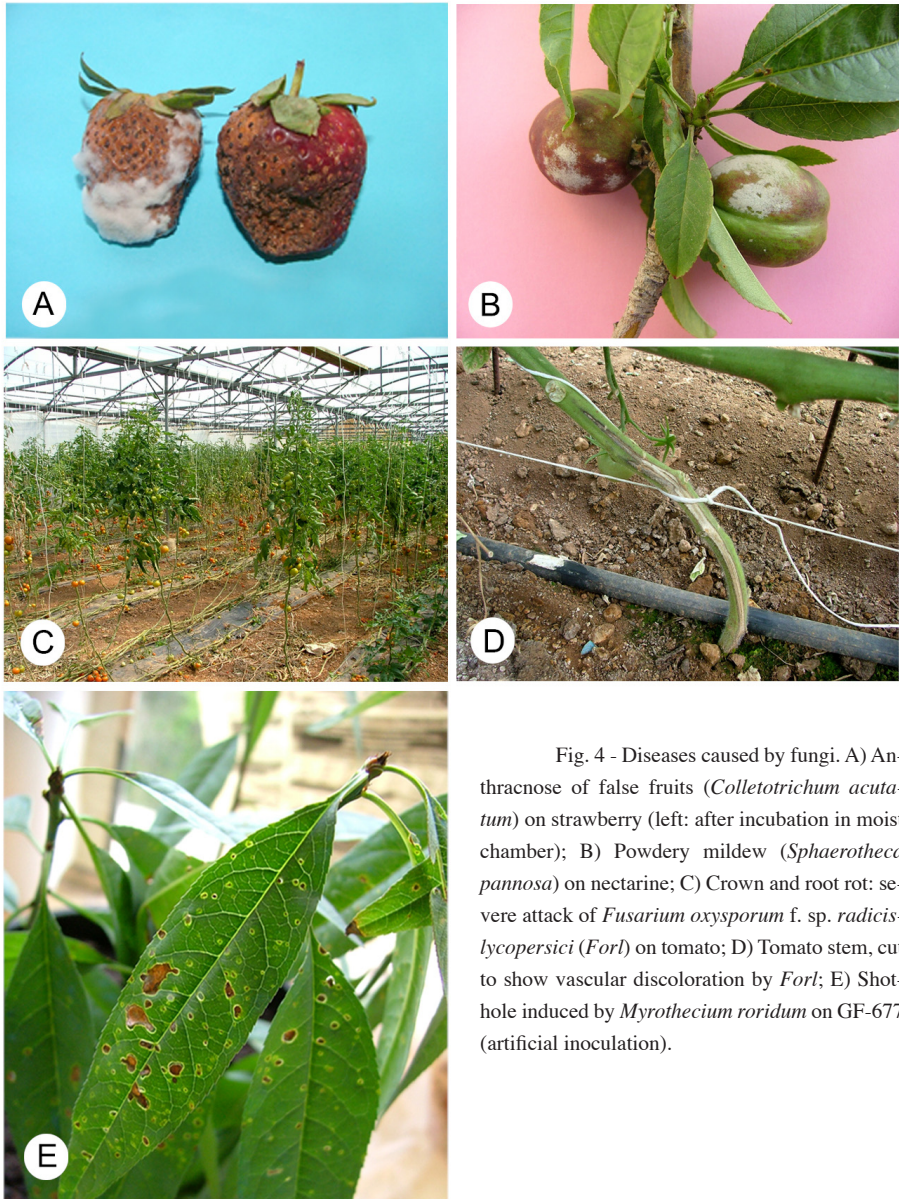 A
B
C
D
E
Fig. 4 - Diseases caused by fungi. A) An-
thracnose of false fruits (Colletotrichum acuta-
tum) on strawberry (left: after incubation in moist
chamber); B) Powdery mildew (Sphaerotheca
pannosa) on nectarine; C) Crown and root rot: se-
vere attack of Fusarium oxysporum f. sp. radicis-
lycopersici (Forl) on tomato; D) Tomato stem, cut
to show vascular discoloration by Forl; E) Shot-
hole induced by Myrothecium roridum on GF-677
(artificial inoculation).